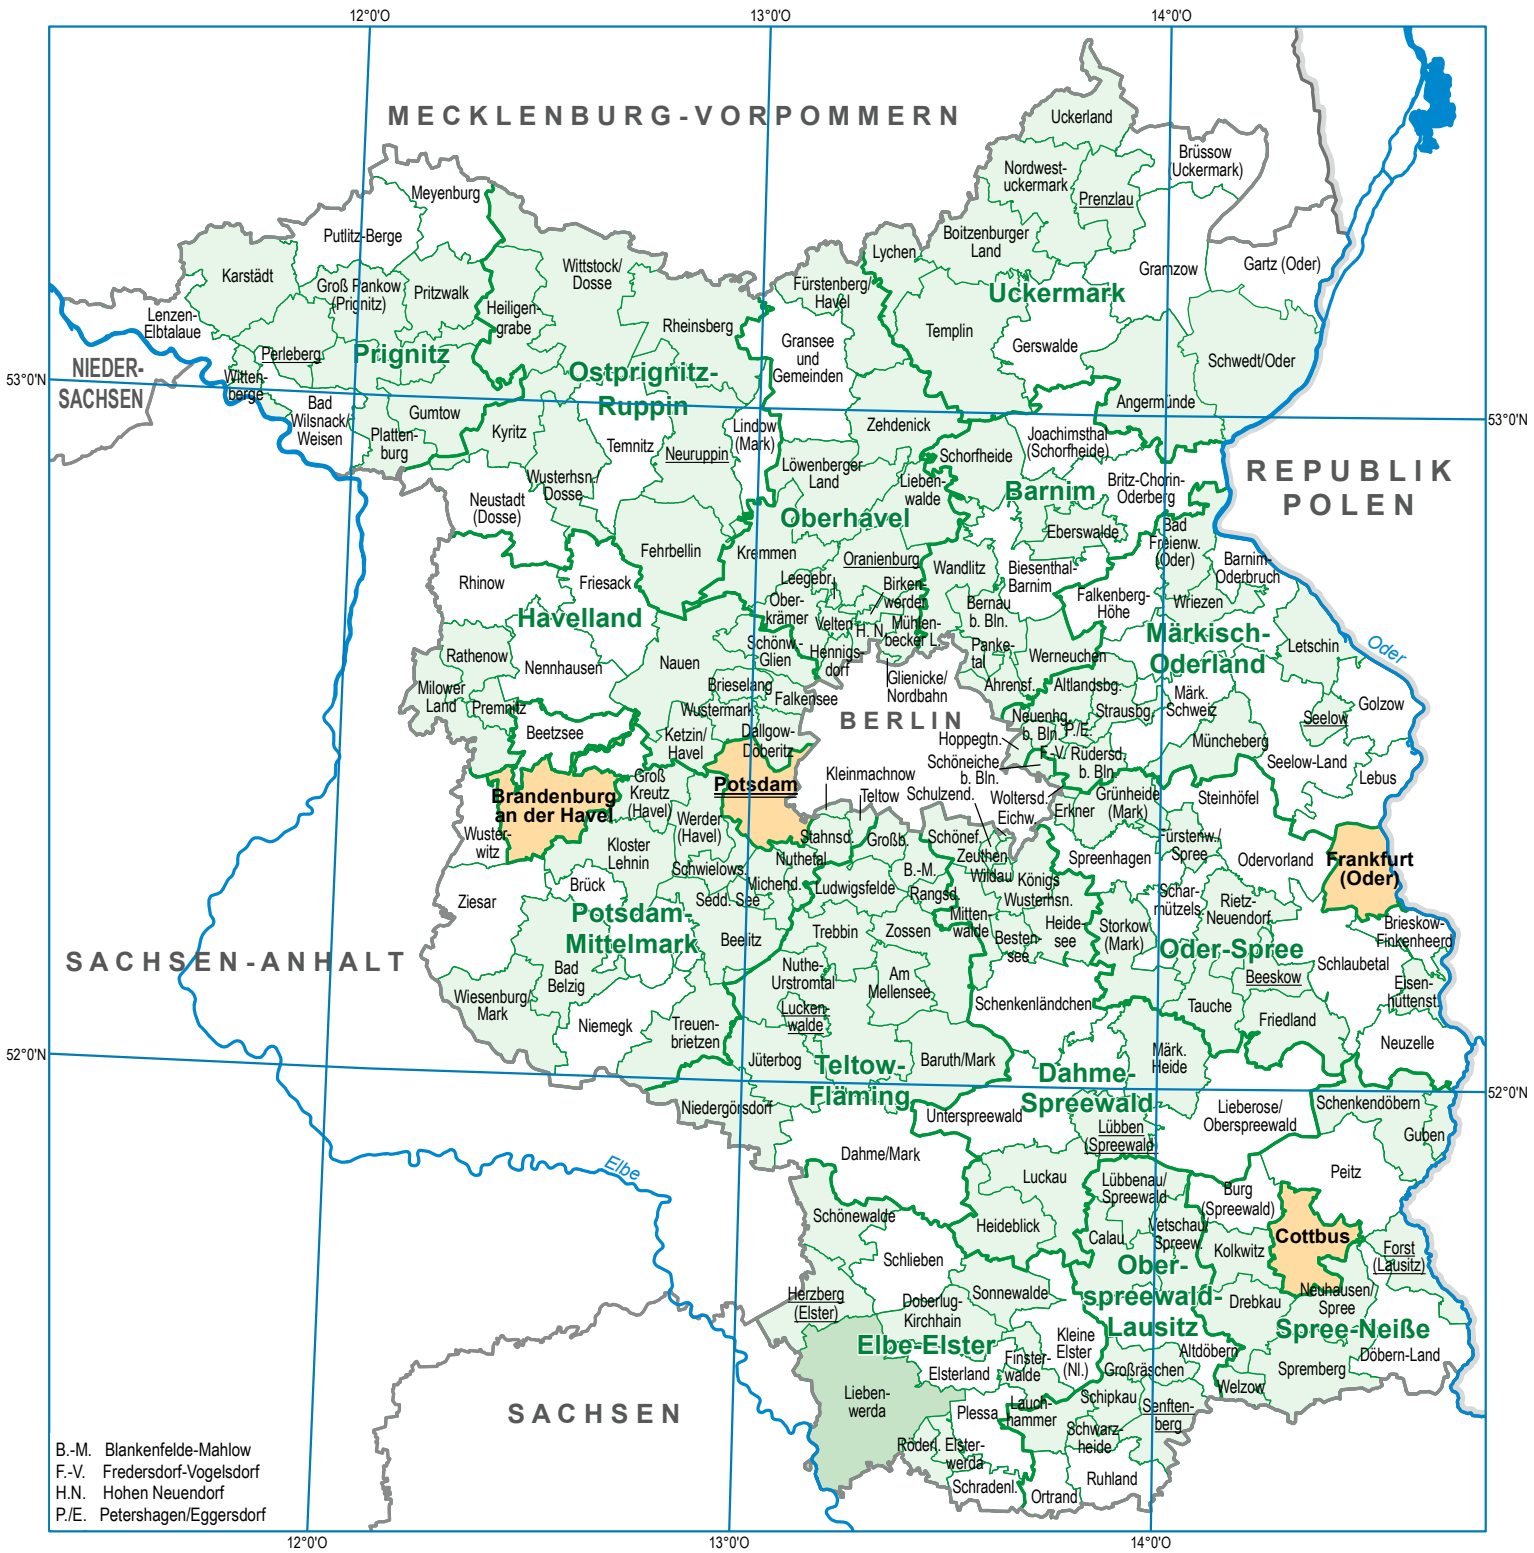 12°0'O
13°0'O
14°0'O
MECKLENBURG-VORPOMMERN
Uckerland
Brüssow
(Uckermark)
Nordwest-
uckermark
Prenzlau
Meyenburg
Putlitz-Berge
Boitzenburger
Land
Lychen
Gramzow
Gartz (Oder)
Karstädt
Groß Pankow
(Prignitz)
Pritzwalk
Wittstock/
Dosse
Heiligen-
grabe
Fürstenberg/
Havel
Uckermark
Lenzen-
Elbtalaue
Rheinsberg
Templin
Gransee
und
Gemeinden
Gerswalde
Schwedt/Oder
Perleberg
Prignitz
NIEDER-
SACHSEN
53°0'N
Witten-
berge
Ostprignitz-
Ruppin
Bad
Wilsnack/
Weisen
Gumtow
Angermünde
53°0'N
Platten-
burg
Kyritz
Temnitz
Neuruppin
Lindow
(Mark)
Zehdenick
Joachimsthal
(Schorfheide)
Schorfheide
Löwenberger
Land
Lieben-
walde
REPUBLIK
POLEN
Wusterhsn./
Dosse
Neustadt
(Dosse)
Barnim
Britz-Chorin-
Oderberg
Oberhavel
Eberswalde
Bad
Freienw.
(Oder)
Fehrbellin
Kremmen
Oranienburg
Wandlitz
Biesenthal-
Barnim
Barnim-
Oderbruch
Rhinow
Friesack
Leegebr.
Birken-
werder
Ober-
krämer
Bernau
b. Bln.
Falkenberg-
Höhe
Wriezen
Havelland
Velten
H. N.
Mühlen-
becker L.
Märkisch-
Oderland
Letschin
Oder
Schönw.-
Glien
Hennigs-
dorf
Panke-
tal
Werneuchen
Rathenow
Nennhausen
Nauen
Glienicke/
Nordbahn
Brieselang
Falkensee
Ahrensf.
Altlandsbg.
Milower
Land
Premnitz
Wustermark
BERLIN
Neuenhg.
b. Bln.
P./E.
Strausbg.
Märk.
Schweiz
Golzow
Seelow
Beetzsee
Ketzin/
Havel
Dallgow-
Döberitz
Hoppegtn.
F.-V.
Rüdersd.
b. Bln.
Müncheberg
Seelow-Land
Lebus
Schöneiche
b. Bln.
Brandenburg
an der Havel
Groß
Kreutz
(Havel)
Potsdam
Kleinmachnow
Teltow
Schulzend.
Woltersd.
Eichw.
Erkner
Grünheide
(Mark)
Steinhöfel
Wuster-
witz
Werder
(Havel)
Stahnsd.
Großb.
Schönef.
Zeuthen
Wildau
Fürstenw./
Spree
Kloster
Lehnin
Schwielows.
Nuthetal
Spreenhagen
Odervorland
Frankfurt
(Oder)
Ziesar
Brück
Michend.
Sedd. See
Ludwigsfelde
B.-M.
Rangsd.
Königs
Wusterhsn.
Schar-
mützels.
Rietz-
Neuendorf
Potsdam-
Mittelmark
Beelitz
Trebbin
Zossen
Mitten-
walde
Besten-
see
Heide-
see
Storkow
(Mark)
Oder-Spree
Brieskow-
Finkenheerd
SACHSEN-ANHALT
Bad
Belzig
Nuthe-
Urstromtal
Am
Mellensee
Schenkenländchen
Beeskow
Schlaubetal
Eisen-
hüttenst.
Wiesenburg/
Mark
Niemegk
Treuen-
brietzen
Lucken-
walde
Tauche
Friedland
Neuzelle
52°0'N
Jüterbog
Teltow-
Fläming
Baruth/Mark
Dahme-
Spreewald
Märk.
Heide
52°0'N
Niedergörsdorf
Unterspreewald
Lieberose/
Oberspreewald
Schenkendöbern
Lübben
(Spreewald)
Guben
Elbe
Dahme/Mark
Luckau
Lübbenau/
Spreewald
Burg
(Spreewald)
Peitz
Schönewalde
Heideblick
Calau
Vetschau/
Spreew.
Kolkwitz
Cottbus
Forst
(Lausitz)
Schlieben
Ober-
spreewald-
Lausitz
Herzberg
(Elster)
Doberlug-
Kirchhain
Sonnewalde
Drebkau
Neuhausen/
Spree
Spree-Neiße
Elbe-Elster
Kleine
Elster
(Nl.)
Elsterland
Finster-
walde
Altdöbern
Döbern-Land
Großräschen
Spremberg
Welzow
Lieben-
werda
SACHSEN
Plessa
Lauch-
hammer
Schipkau
Senften-
berg
Schwarz-
heide
Röderl.
Elster-
werda
Schradenl.
Ortrand
Ruhland
B.-M. Blankenfelde-Mahlow
F.-V. Fredersdorf-Vogelsdorf
H.N. Hohen Neuendorf
P./E. Petershagen/Eggersdorf
12°0'O
13°0'O
14°0'O